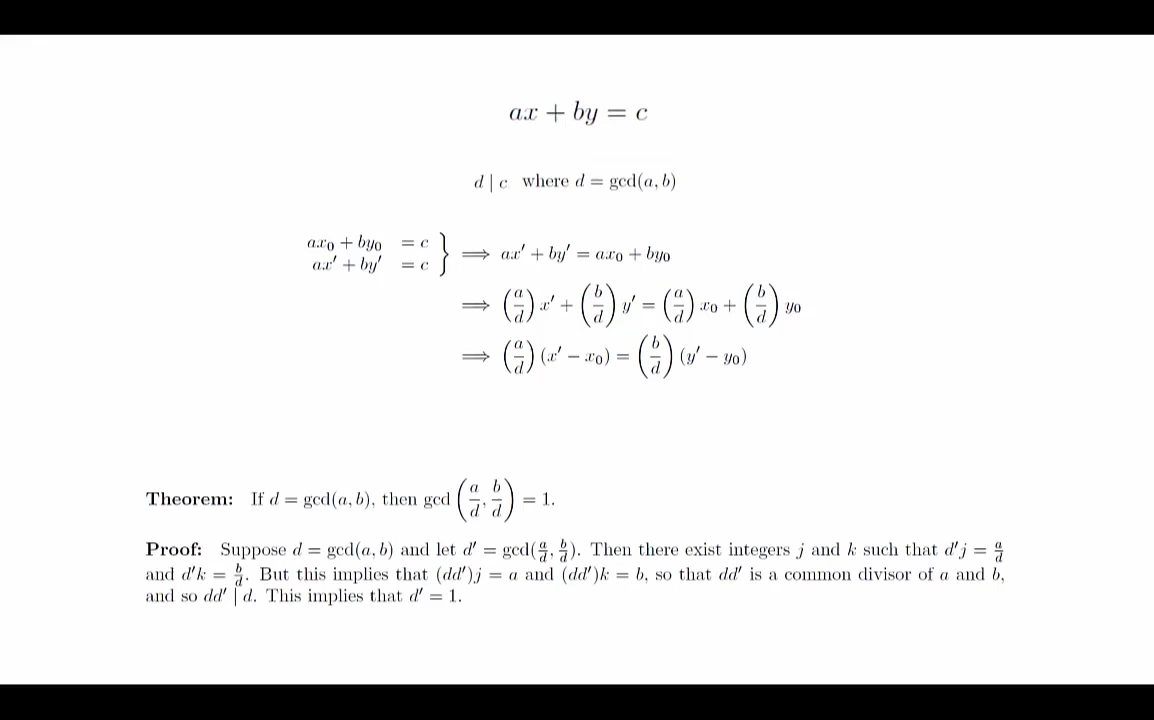 ax + by = c
d | c where d = gcd(a, b)
ax₀ + by₀ = c
ax′ + by′ = c } ⟹ ax′ + by′ = ax₀ + by₀
⟹ (a/d) x′ + (b/d) y′ = (a/d) x₀ + (b/d) y₀
⟹ (a/d) (x′ − x₀) = (b/d) (y′ − y₀)
Theorem: If d = gcd(a, b), then gcd (a/d, b/d) = 1.
Proof: Suppose d = gcd(a, b) and let d′ = gcd(a/d, b/d). Then there exist integers j and k such that d′j = a/d
and d′k = b/d. But this implies that (dd′)j = a and (dd′)k = b, so that dd′ is a common divisor of a and b,
and so dd′ | d. This implies that d′ = 1.